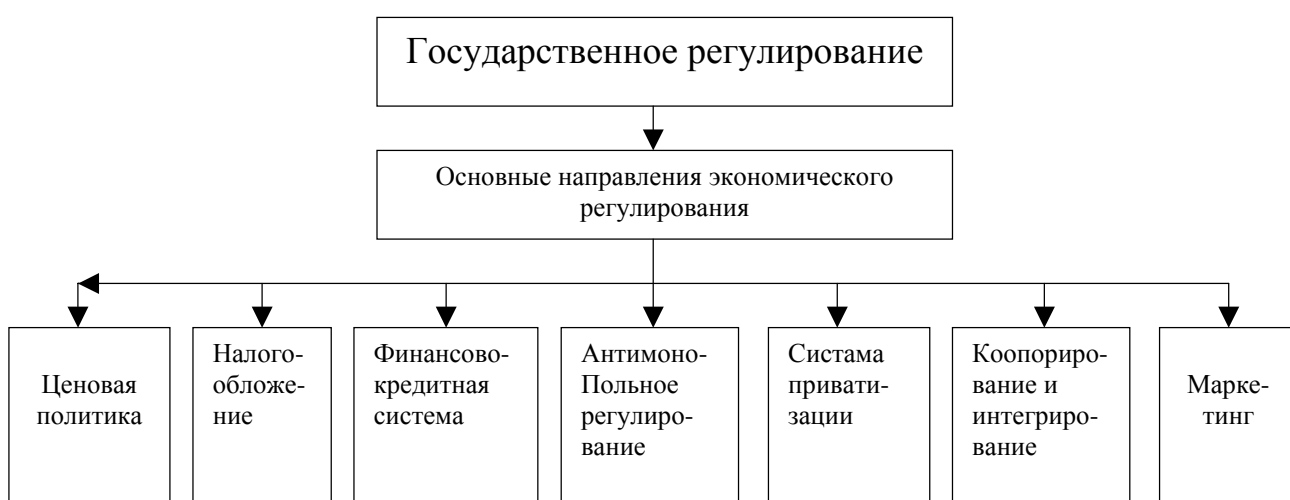 Государственное регулирование
Основные направления экономического
регулирования
Ценовая
политика
Налого-
обложе-
ние
Финансово-
кредитная
система
Антимоно-
Польное
регулиро-
вание
Систама
привати-
зации
Коопориро-
вание и
интегриро-
вание
Марке-
тинг